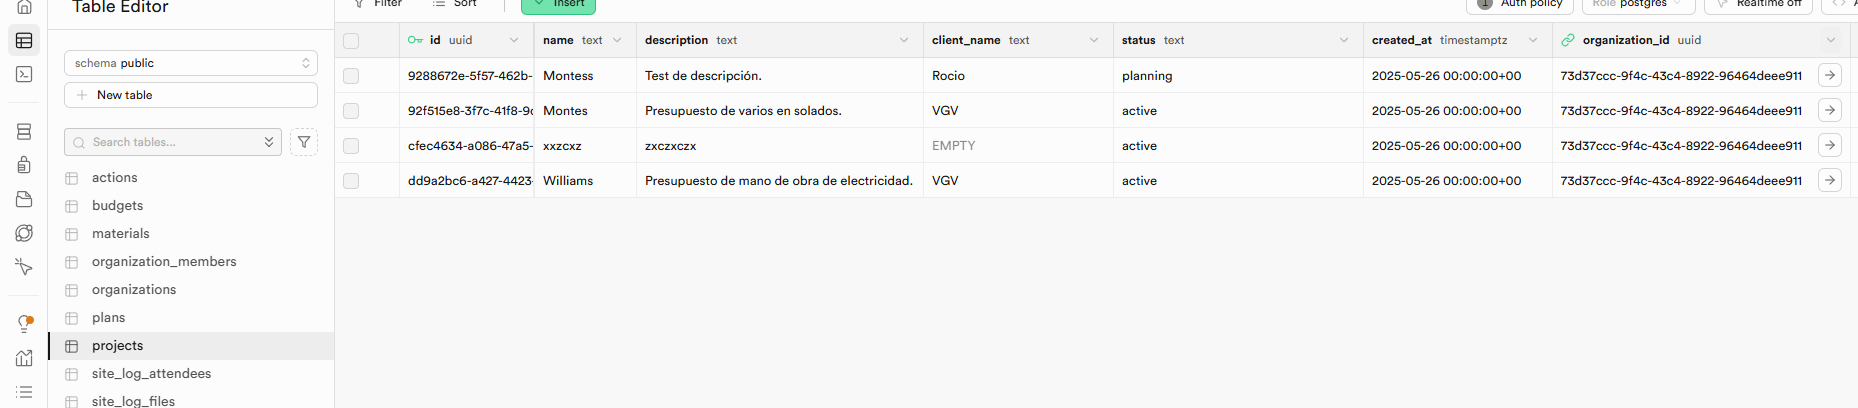 Table Editor
Filter Sort Insert 1 Auth policy Role postgres Realtime off
schema public
New table
Search tables...
actions
budgets
materials
organization_members
organizations
plans
projects
site_log_attendees
site_log_files
id uuid name text description text client_name text status text created_at timestamptz organization_id uuid
9288672e-5f57-462b- Montess Test de descripción. Rocio planning 2025-05-26 00:00:00+00 73d37ccc-9f4c-43c4-8922-96464deee911
92f515e8-3f7c-41f8-9c Montes Presupuesto de varios en solados. VGV active 2025-05-26 00:00:00+00 73d37ccc-9f4c-43c4-8922-96464deee911
cfec4634-a086-47a5- xxzcxz zxczxczx EMPTY active 2025-05-26 00:00:00+00 73d37ccc-9f4c-43c4-8922-96464deee911
dd9a2bc6-a427-4423- Williams Presupuesto de mano de obra de electricidad. VGV active 2025-05-26 00:00:00+00 73d37ccc-9f4c-43c4-8922-96464deee911